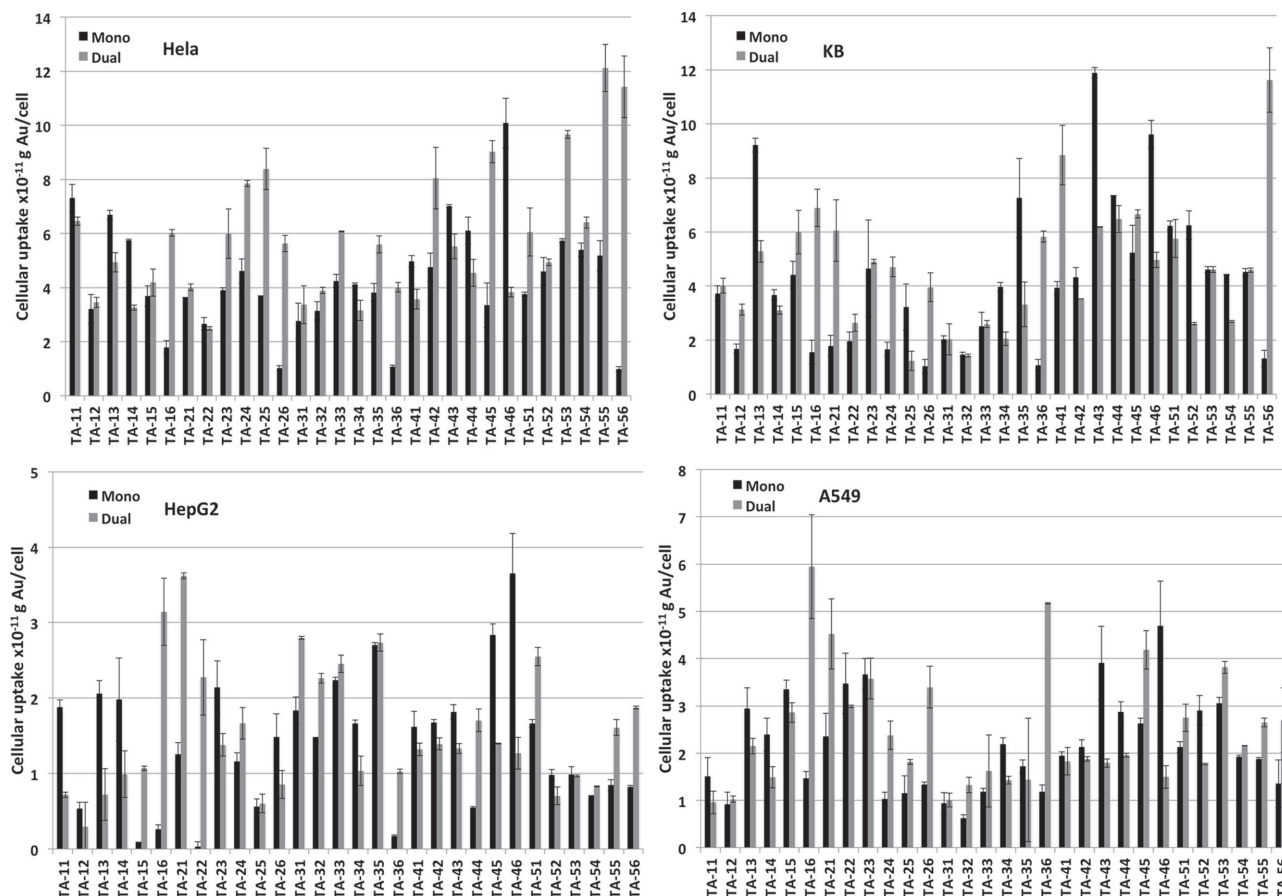 Cellular uptake x10⁻¹¹ g Au/cell
14
12
10
8
6
4
2
0
Mono
Dual
Hela
TA-11 TA-12 TA-13 TA-14 TA-15 TA-16 TA-21 TA-22 TA-23 TA-24 TA-25 TA-26 TA-31 TA-32 TA-33 TA-34 TA-35 TA-36 TA-41 TA-42 TA-43 TA-44 TA-45 TA-46 TA-51 TA-52 TA-53 TA-54 TA-55 TA-56
Cellular uptake x10⁻¹¹ g Au/cell
14
12
10
8
6
4
2
0
Mono
Dual
KB
TA-11 TA-12 TA-13 TA-14 TA-15 TA-16 TA-21 TA-22 TA-23 TA-24 TA-25 TA-26 TA-31 TA-32 TA-33 TA-34 TA-35 TA-36 TA-41 TA-42 TA-43 TA-44 TA-45 TA-46 TA-51 TA-52 TA-53 TA-54 TA-55 TA-56
Cellular uptake x10⁻¹¹ g Au/cell
5
4
3
2
1
0
Mono
Dual
HepG2
TA-11 TA-12 TA-13 TA-14 TA-15 TA-16 TA-21 TA-22 TA-23 TA-24 TA-25 TA-26 TA-31 TA-32 TA-33 TA-34 TA-35 TA-36 TA-41 TA-42 TA-43 TA-44 TA-45 TA-46 TA-51 TA-52 TA-53 TA-54 TA-55 TA-56
Cellular uptake x10⁻¹¹ g Au/cell
8
7
6
5
4
3
2
1
0
Mono
Dual
A549
TA-11 TA-12 TA-13 TA-14 TA-15 TA-16 TA-21 TA-22 TA-23 TA-24 TA-25 TA-26 TA-31 TA-32 TA-33 TA-34 TA-35 TA-36 TA-41 TA-42 TA-43 TA-44 TA-45 TA-46 TA-51 TA-52 TA-53 TA-54 TA-55